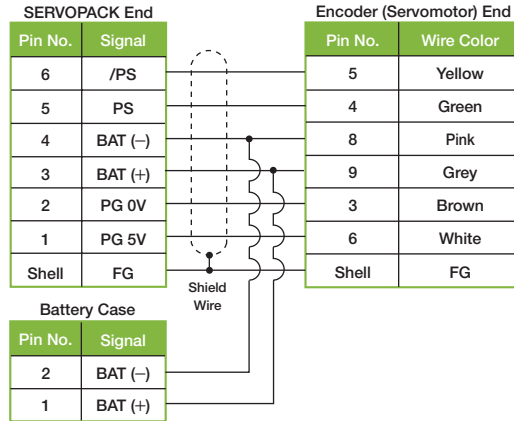 SERVOPACK End
Encoder (Servomotor) End
Pin No. Signal
Pin No. Wire Color
6 /PS
5 Yellow
5 PS
4 Green
4 BAT (−)
8 Pink
3 BAT (+)
9 Grey
2 PG 0V
3 Brown
1 PG 5V
6 White
Shell FG
Shell FG
Shield
Wire
Battery Case
Pin No. Signal
2 BAT (−)
1 BAT (+)